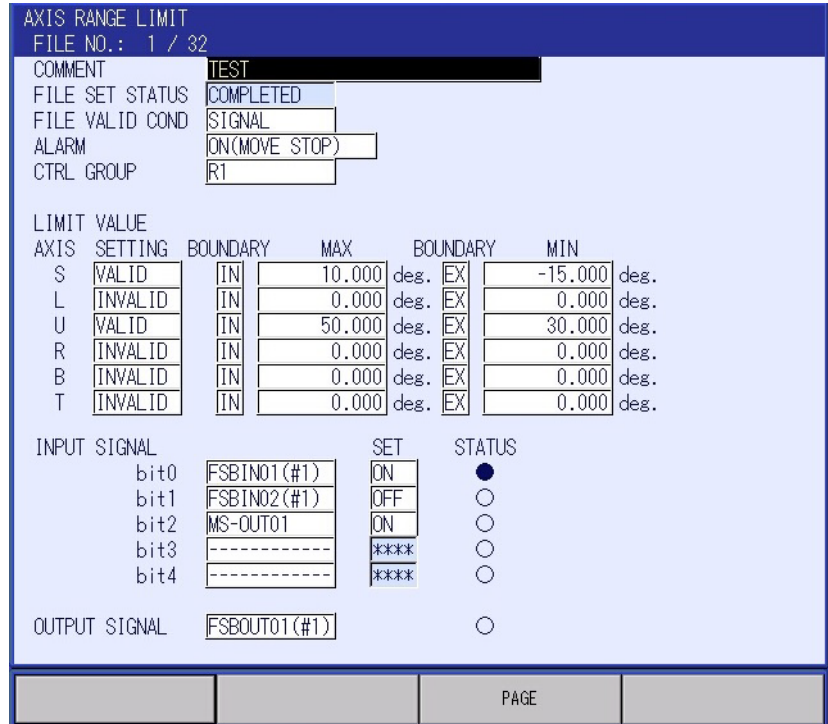 AXIS RANGE LIMIT
FILE NO.: 1 / 32
COMMENT TEST
FILE SET STATUS COMPLETED
FILE VALID COND SIGNAL
ALARM ON(MOVE STOP)
CTRL GROUP R1
LIMIT VALUE
AXIS SETTING BOUNDARY MAX BOUNDARY MIN
S VALID IN 10.000 deg. EX -15.000 deg.
L INVALID IN 0.000 deg. EX 0.000 deg.
U VALID IN 50.000 deg. EX 30.000 deg.
R INVALID IN 0.000 deg. EX 0.000 deg.
B INVALID IN 0.000 deg. EX 0.000 deg.
T INVALID IN 0.000 deg. EX 0.000 deg.
INPUT SIGNAL SET STATUS
bit0 FSBIN01(#1) ON
bit1 FSBIN02(#1) OFF
bit2 MS-OUT01 ON
bit3 ------------ ****
bit4 ------------ ****
OUTPUT SIGNAL FSBOUT01(#1)
PAGE